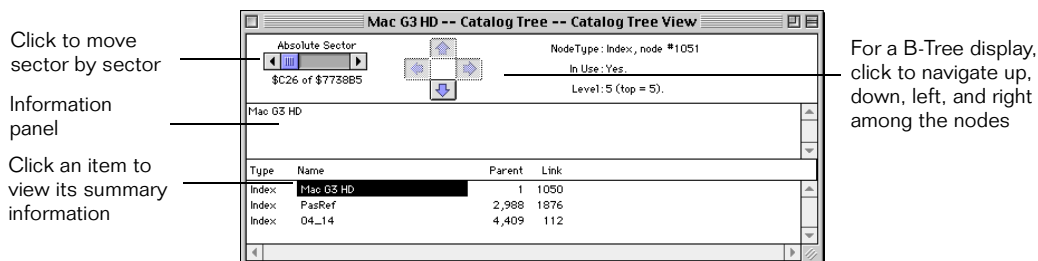 Mac G3 HD -- Catalog Tree -- Catalog Tree View
Click to move
sector by sector
Information
panel
Click an item to
view its summary
information
Absolute Sector
$C26 of $7738B5
NodeType: Index, node #1051
In Use: Yes.
Level: 5 (top = 5).
For a B-Tree display,
click to navigate up,
down, left, and right
among the nodes
Mac G3 HD
Type Name Parent Link
Index Mac G3 HD 1 1050
Index PasRef 2,988 1876
Index 04_14 4,409 112